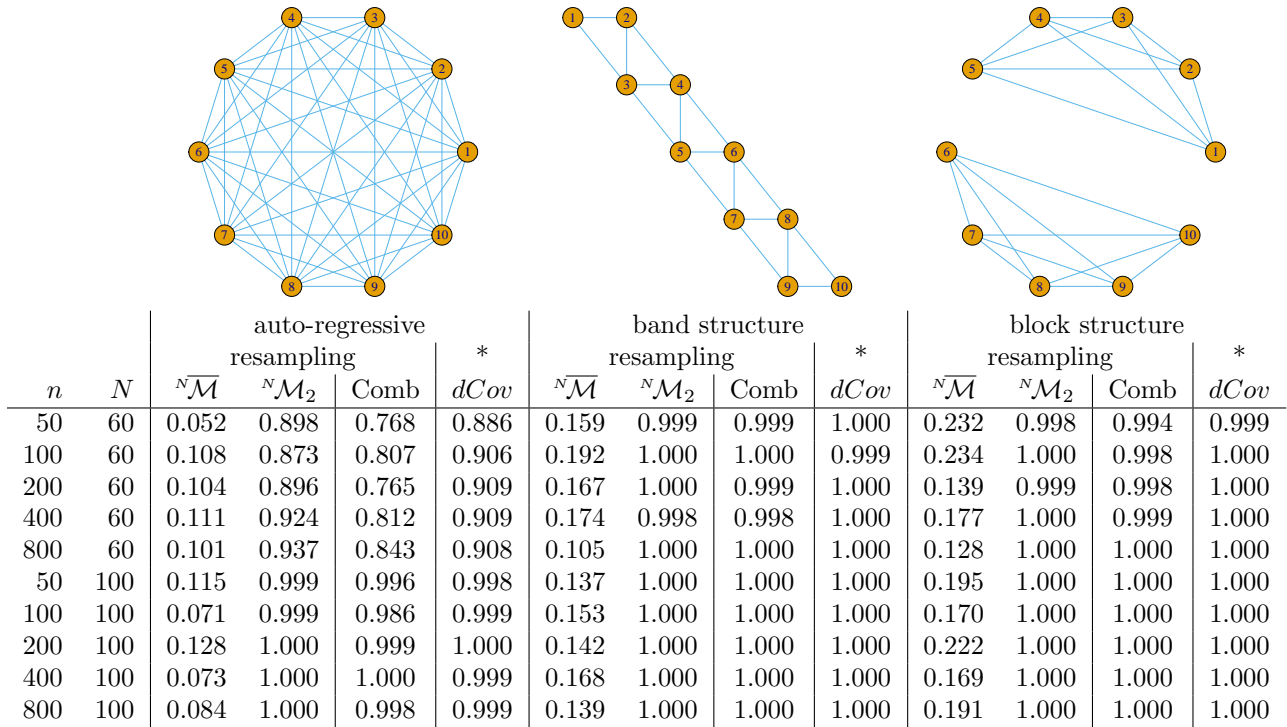 4 3 1 2 4 3
5 2 3 4 5 2
6 1 5 6 6 1
7 10 7 8 7 10
8 9 9 10 8 9
auto-regressive band structure block structure
resampling * resampling * resampling *
n N ᴺM̅ ᴺM₂ Comb dCov ᴺM̅ ᴺM₂ Comb dCov ᴺM̅ ᴺM₂ Comb dCov
50 60 0.052 0.898 0.768 0.886 0.159 0.999 0.999 1.000 0.232 0.998 0.994 0.999
100 60 0.108 0.873 0.807 0.906 0.192 1.000 1.000 0.999 0.234 1.000 0.998 1.000
200 60 0.104 0.896 0.765 0.909 0.167 1.000 0.999 1.000 0.139 0.999 0.998 1.000
400 60 0.111 0.924 0.812 0.909 0.174 0.998 0.998 1.000 0.177 1.000 0.999 1.000
800 60 0.101 0.937 0.843 0.908 0.105 1.000 1.000 1.000 0.128 1.000 1.000 1.000
50 100 0.115 0.999 0.996 0.998 0.137 1.000 1.000 1.000 0.195 1.000 1.000 1.000
100 100 0.071 0.999 0.986 0.999 0.153 1.000 1.000 1.000 0.170 1.000 1.000 1.000
200 100 0.128 1.000 0.999 1.000 0.142 1.000 1.000 1.000 0.222 1.000 1.000 1.000
400 100 0.073 1.000 1.000 0.999 0.168 1.000 1.000 1.000 0.169 1.000 1.000 1.000
800 100 0.084 1.000 0.998 0.999 0.139 1.000 1.000 1.000 0.191 1.000 1.000 1.000